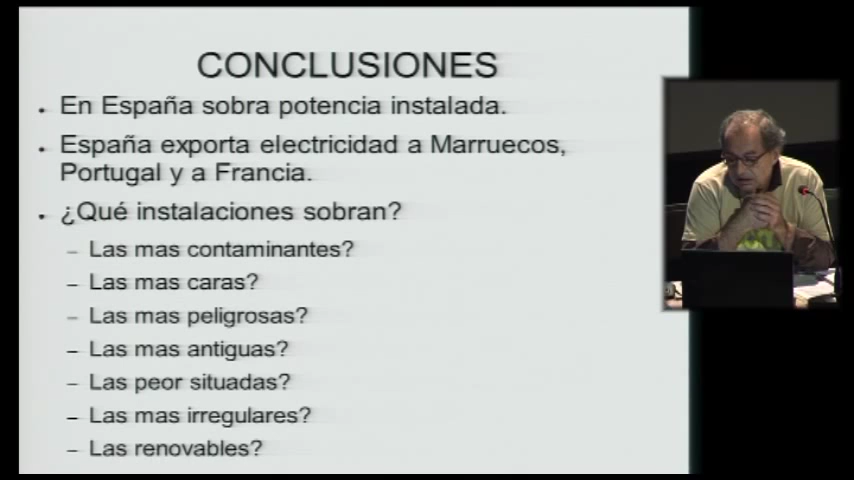 CONCLUSIONES
En España sobra potencia instalada.
España exporta electricidad a Marruecos,
Portugal y a Francia.
¿Qué instalaciones sobran?
– Las mas contaminantes?
– Las mas caras?
– Las mas peligrosas?
– Las mas antiguas?
– Las peor situadas?
– Las mas irregulares?
– Las renovables?